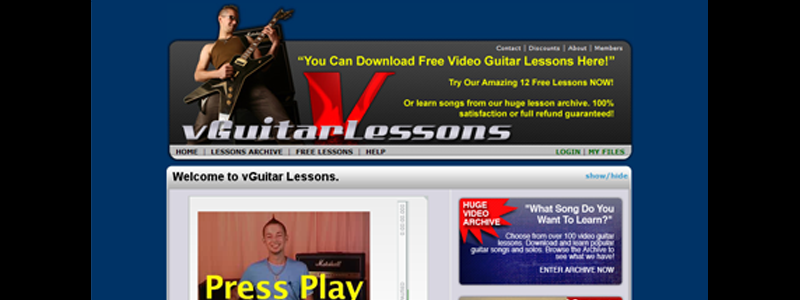 Contact | Discounts | About | Members
“You Can Download Free Video Guitar Lessons Here!”
Try Our Amazing 12 Free Lessons NOW!
Or learn songs from our huge lesson archive. 100%
satisfaction or full refund guaranteed!
V
vGuitarLessons
HOME | LESSONS ARCHIVE | FREE LESSONS | HELP
LOGIN | MY FILES
Welcome to vGuitar Lessons.
show/hide
Marshall
Press Play
HUGE
VIDEO
ARCHIVE
"What Song Do You
Want To Learn?"
Choose from over 100 video guitar
lessons. Download and learn popular
guitar songs and solos. Browse the Archive to
see what we have!
ENTER ARCHIVE NOW